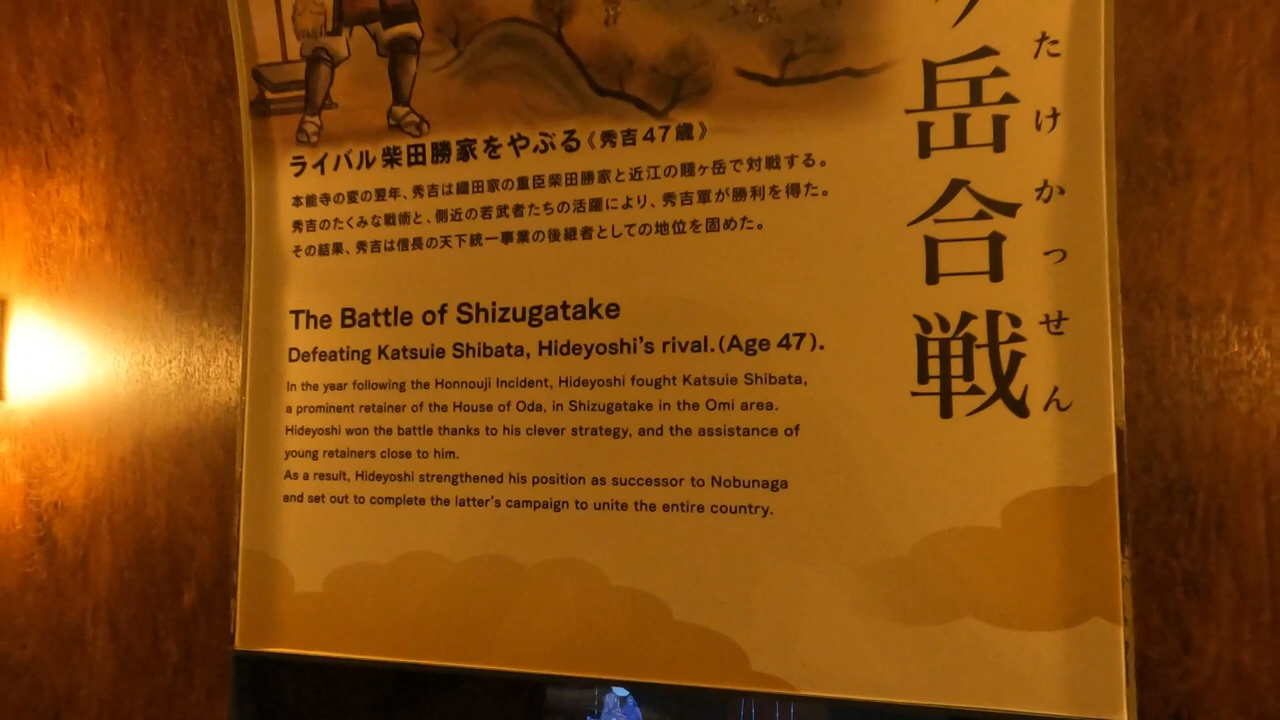 ヶ岳合戦
たけかっせん
ライバル柴田勝家をやぶる《秀吉47歳》
本能寺の変の翌年、秀吉は織田家の重臣柴田勝家と近江の賤ヶ岳で対戦する。
秀吉のたくみな戦術と、側近の若武者たちの活躍により、秀吉軍が勝利を得た。
その結果、秀吉は信長の天下統一事業の後継者としての地位を固めた。
The Battle of Shizugatake
Defeating Katsuie Shibata, Hideyoshi's rival.(Age 47).
In the year following the Honnouji Incident, Hideyoshi fought Katsuie Shibata,
a prominent retainer of the House of Oda, in Shizugatake in the Omi area.
Hideyoshi won the battle thanks to his clever strategy, and the assistance of
young retainers close to him.
As a result, Hideyoshi strengthened his position as successor to Nobunaga
and set out to complete the latter's campaign to unite the entire country.